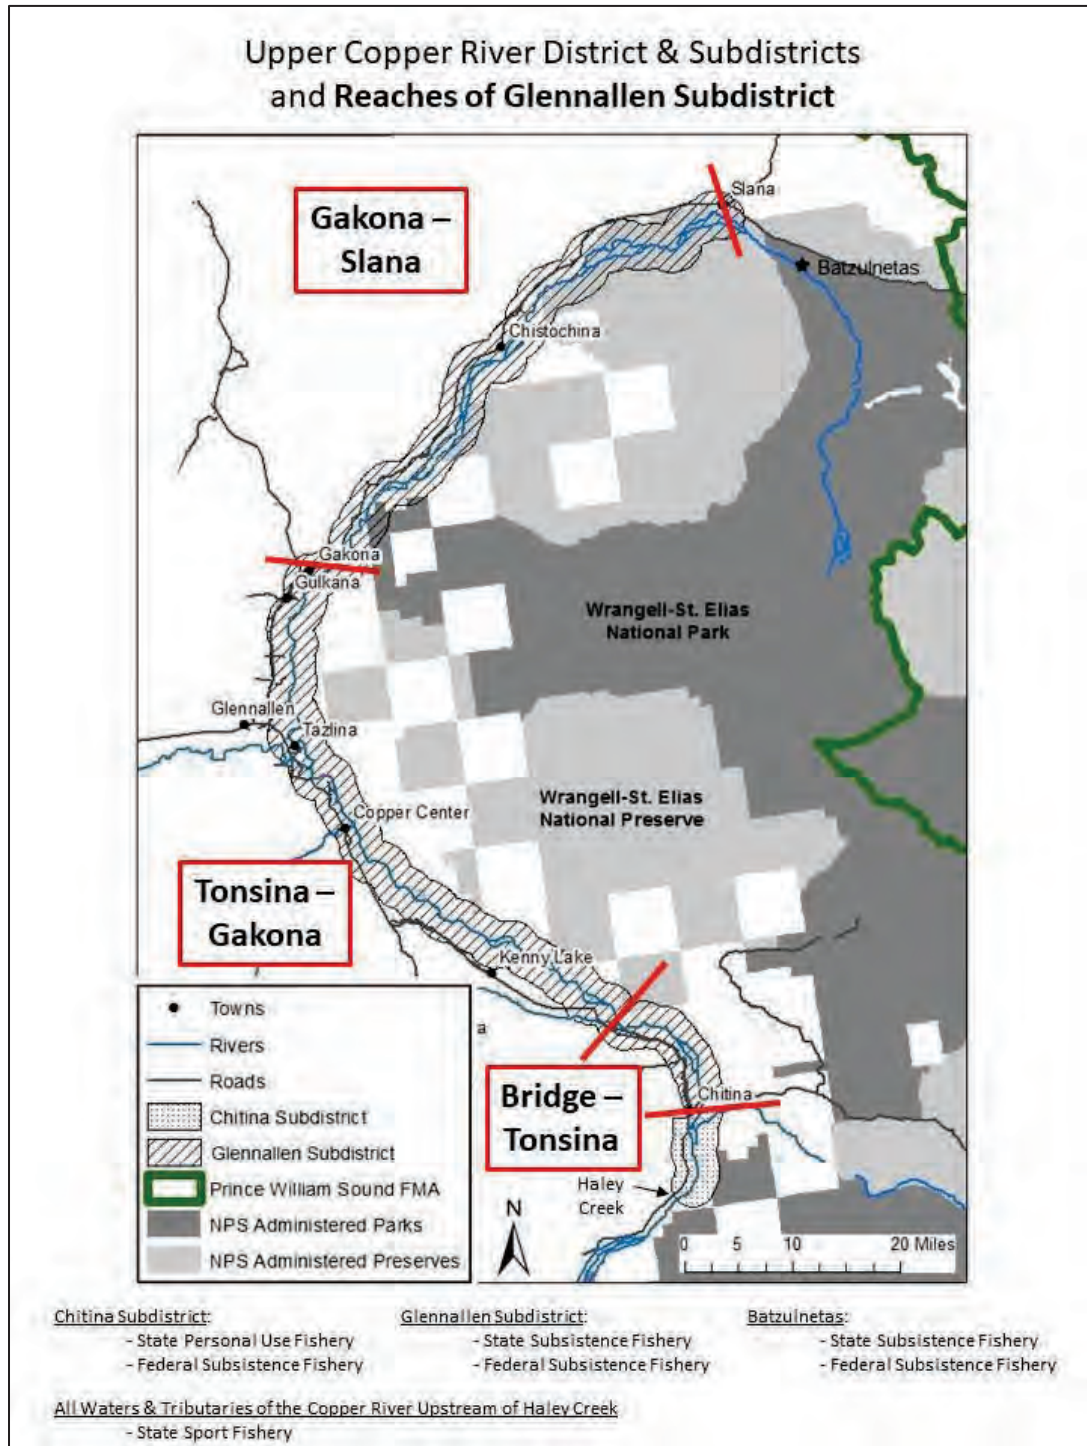 Upper Copper River District & Subdistricts
and Reaches of Glennallen Subdistrict
Slana
Gakona –
Slana
Batzulnetas
Chistochina
Gakona
Gulkana
Wrangell-St. Elias
National Park
Glennallen
Tazlina
Wrangell-St. Elias
National Preserve
Copper Center
Tonsina –
Gakona
Kenny Lake
a
Towns
Rivers
Roads
Chitina Subdistrict
Glennallen Subdistrict
Prince William Sound FMA
NPS Administered Parks
NPS Administered Preserves
Bridge –
Tonsina
Chitina
Haley
Creek
N
0 5 10 20 Miles
Chitina Subdistrict:
- State Personal Use Fishery
- Federal Subsistence Fishery
Glennallen Subdistrict:
- State Subsistence Fishery
- Federal Subsistence Fishery
Batzulnetas:
- State Subsistence Fishery
- Federal Subsistence Fishery
All Waters & Tributaries of the Copper River Upstream of Haley Creek
- State Sport Fishery